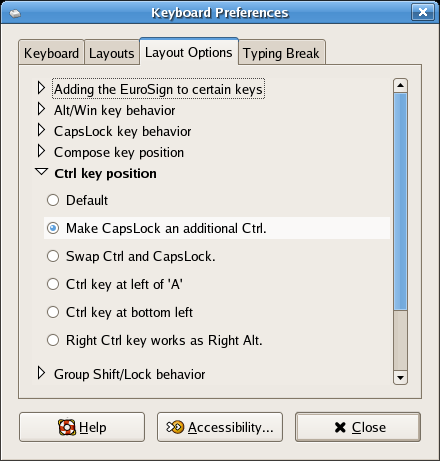 Keyboard Preferences
Keyboard Layouts Layout Options Typing Break
Adding the EuroSign to certain keys
Alt/Win key behavior
CapsLock key behavior
Compose key position
Ctrl key position
Default
Make CapsLock an additional Ctrl.
Swap Ctrl and CapsLock.
Ctrl key at left of 'A'
Ctrl key at bottom left
Right Ctrl key works as Right Alt.
Group Shift/Lock behavior
Help Accessibility... Close